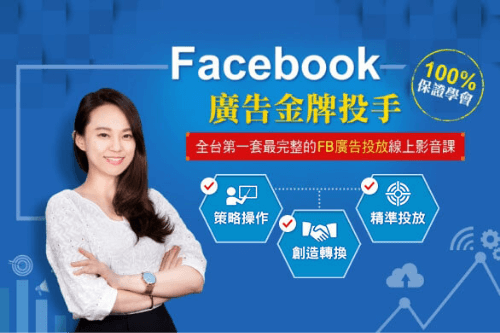 Facebook
廣告金牌投手
100%
保證學會
全台第一套最完整的FB廣告投放線上影音課
策略操作
創造轉換
精準投放